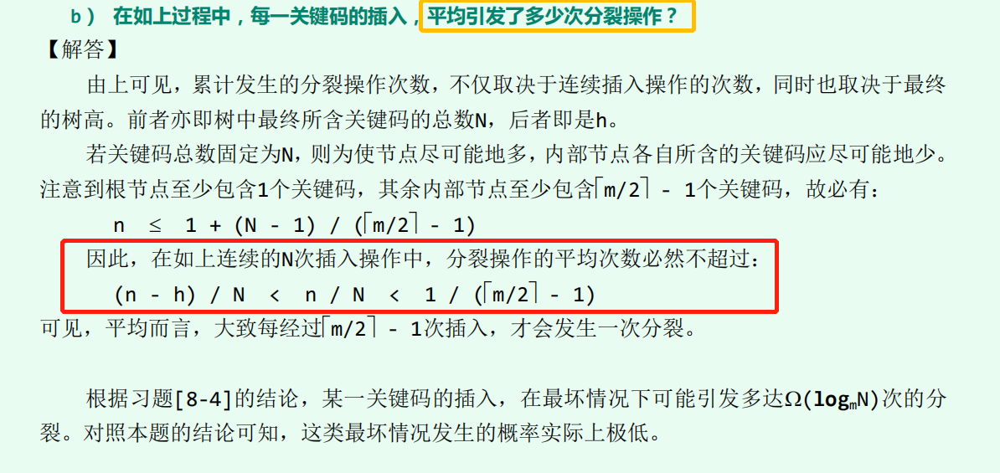 b） 在如上过程中，每一关键码的插入，平均引发了多少次分裂操作？
【解答】
由上可见，累计发生的分裂操作次数，不仅取决于连续插入操作的次数，同时也取决于最终
的树高。前者亦即树中最终所含关键码的总数N，后者即是h。
若关键码总数固定为N，则为使节点尽可能地多，内部节点各自所含的关键码应尽可能地少。
注意到根节点至少包含1个关键码，其余内部节点至少包含⌈m/2⌉ - 1个关键码，故必有：
n ≤ 1 + (N - 1) / (⌈m/2⌉ - 1)
因此，在如上连续的N次插入操作中，分裂操作的平均次数必然不超过：
(n - h) / N < n / N < 1 / (⌈m/2⌉ - 1)
可见，平均而言，大致每经过⌈m/2⌉ - 1次插入，才会发生一次分裂。
根据习题[8-4]的结论，某一关键码的插入，在最坏情况下可能引发多达Ω(logₘN)次的分
裂。对照本题的结论可知，这类最坏情况发生的概率实际上极低。